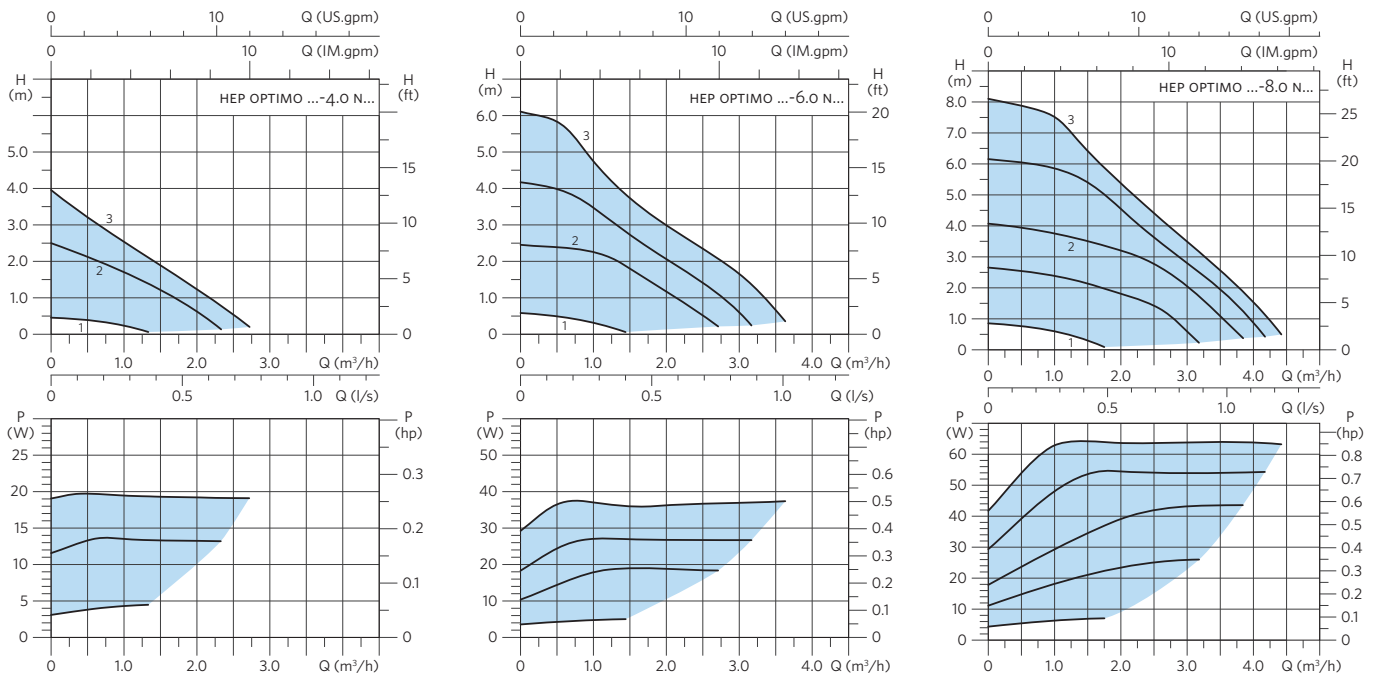 0 10 Q (US.gpm)
0 10 Q (IM.gpm)
H (m) H (ft)
HEP OPTIMO ...-4.0 N...
5.0 15
4.0
3.0 10
2.0
1.0 5
0 0
3
2
1
0 1.0 2.0 3.0 Q (m³/h)
0 0.5 1.0 Q (l/s)
P (W) P (hp)
25
20 0.3
15 0.2
10
5 0.1
0 0
0 1.0 2.0 3.0 Q (m³/h)
0 10 Q (US.gpm)
0 10 Q (IM.gpm)
H (m) H (ft)
HEP OPTIMO ...-6.0 N...
6.0 20
5.0 15
4.0
3.0 10
2.0
1.0 5
0 0
3
2
1
0 1.0 2.0 3.0 4.0 Q (m³/h)
0 0.5 1.0 Q (l/s)
P (W) P (hp)
50 0.6
40 0.5
30 0.4
20 0.3
10 0.2
0.1
0 0
0 1.0 2.0 3.0 4.0 Q (m³/h)
0 10 Q (US.gpm)
0 10 Q (IM.gpm)
H (m) H (ft)
HEP OPTIMO ...-8.0 N...
8.0 25
7.0
6.0 20
5.0 15
4.0
3.0 10
2.0
1.0 5
0 0
3
2
1
0 1.0 2.0 3.0 4.0 Q (m³/h)
0 0.5 1.0 Q (l/s)
P (W) P (hp)
60 0.8
50 0.7
40 0.6
0.5
30 0.4
20 0.3
0.2
10 0.1
0 0
0 1.0 2.0 3.0 4.0 Q (m³/h)